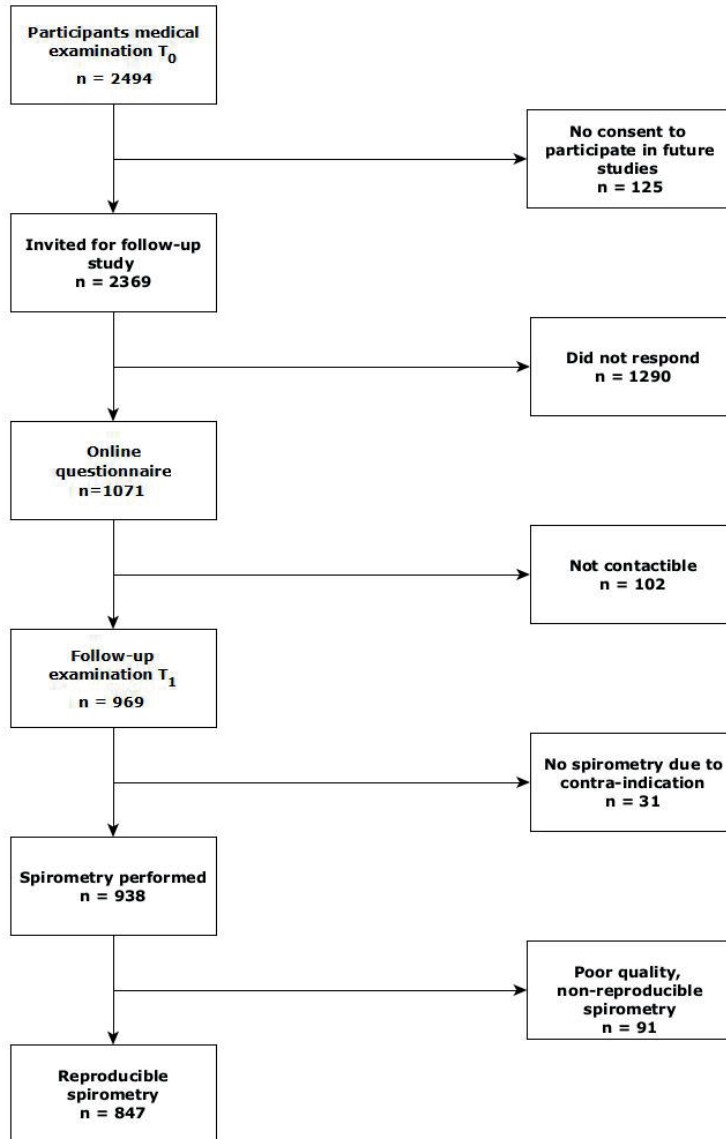 Participants medical
examination T0
n = 2494
No consent to
participate in future
studies
n = 125
Invited for follow-up
study
n = 2369
Did not respond
n = 1290
Online
questionnaire
n=1071
Not contactible
n = 102
Follow-up
examination T1
n = 969
No spirometry due to
contra-indication
n = 31
Spirometry performed
n = 938
Poor quality,
non-reproducible
spirometry
n = 91
Reproducible
spirometry
n = 847